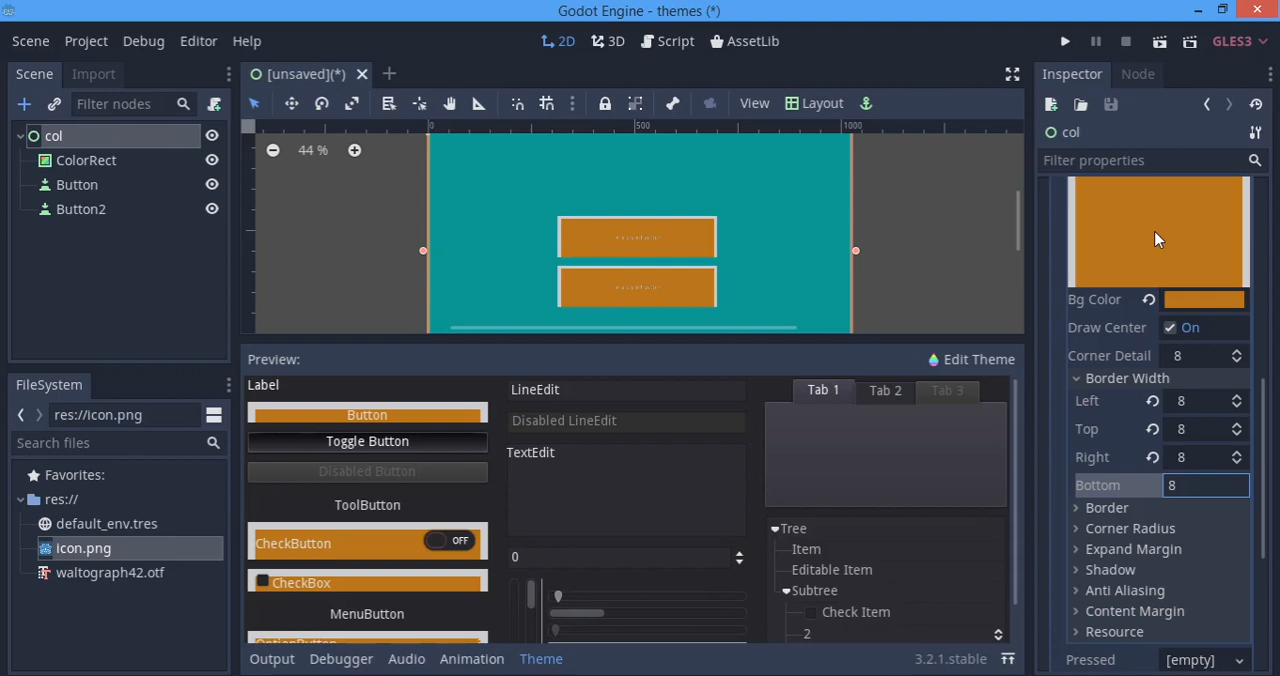 Godot Engine - themes (*)
Scene Project Debug Editor Help
2D 3D Script AssetLib
GLES3
Scene Import
[unsaved](*)
Inspector Node
Filter nodes
View Layout
col
col
Filter properties
0 500 1000
44 %
ColorRect
Button
Button2
Bg Color
Draw Center On
Corner Detail 8
Border Width
Left 8
Top 8
Right 8
Bottom 8
Border
Corner Radius
Expand Margin
Shadow
Anti Aliasing
Content Margin
Resource
Pressed [empty]
Preview: Edit Theme
Label
Button
Toggle Button
Disabled Button
ToolButton
CheckButton OFF
CheckBox
MenuButton
OptionButton
LineEdit
Disabled LineEdit
TextEdit
0
Tab 1 Tab 2 Tab 3
Tree
Item
Editable Item
Subtree
Check Item
2
FileSystem
res://icon.png
Search files
Favorites:
res://
default_env.tres
icon.png
waltograph42.otf
Output Debugger Audio Animation Theme 3.2.1.stable